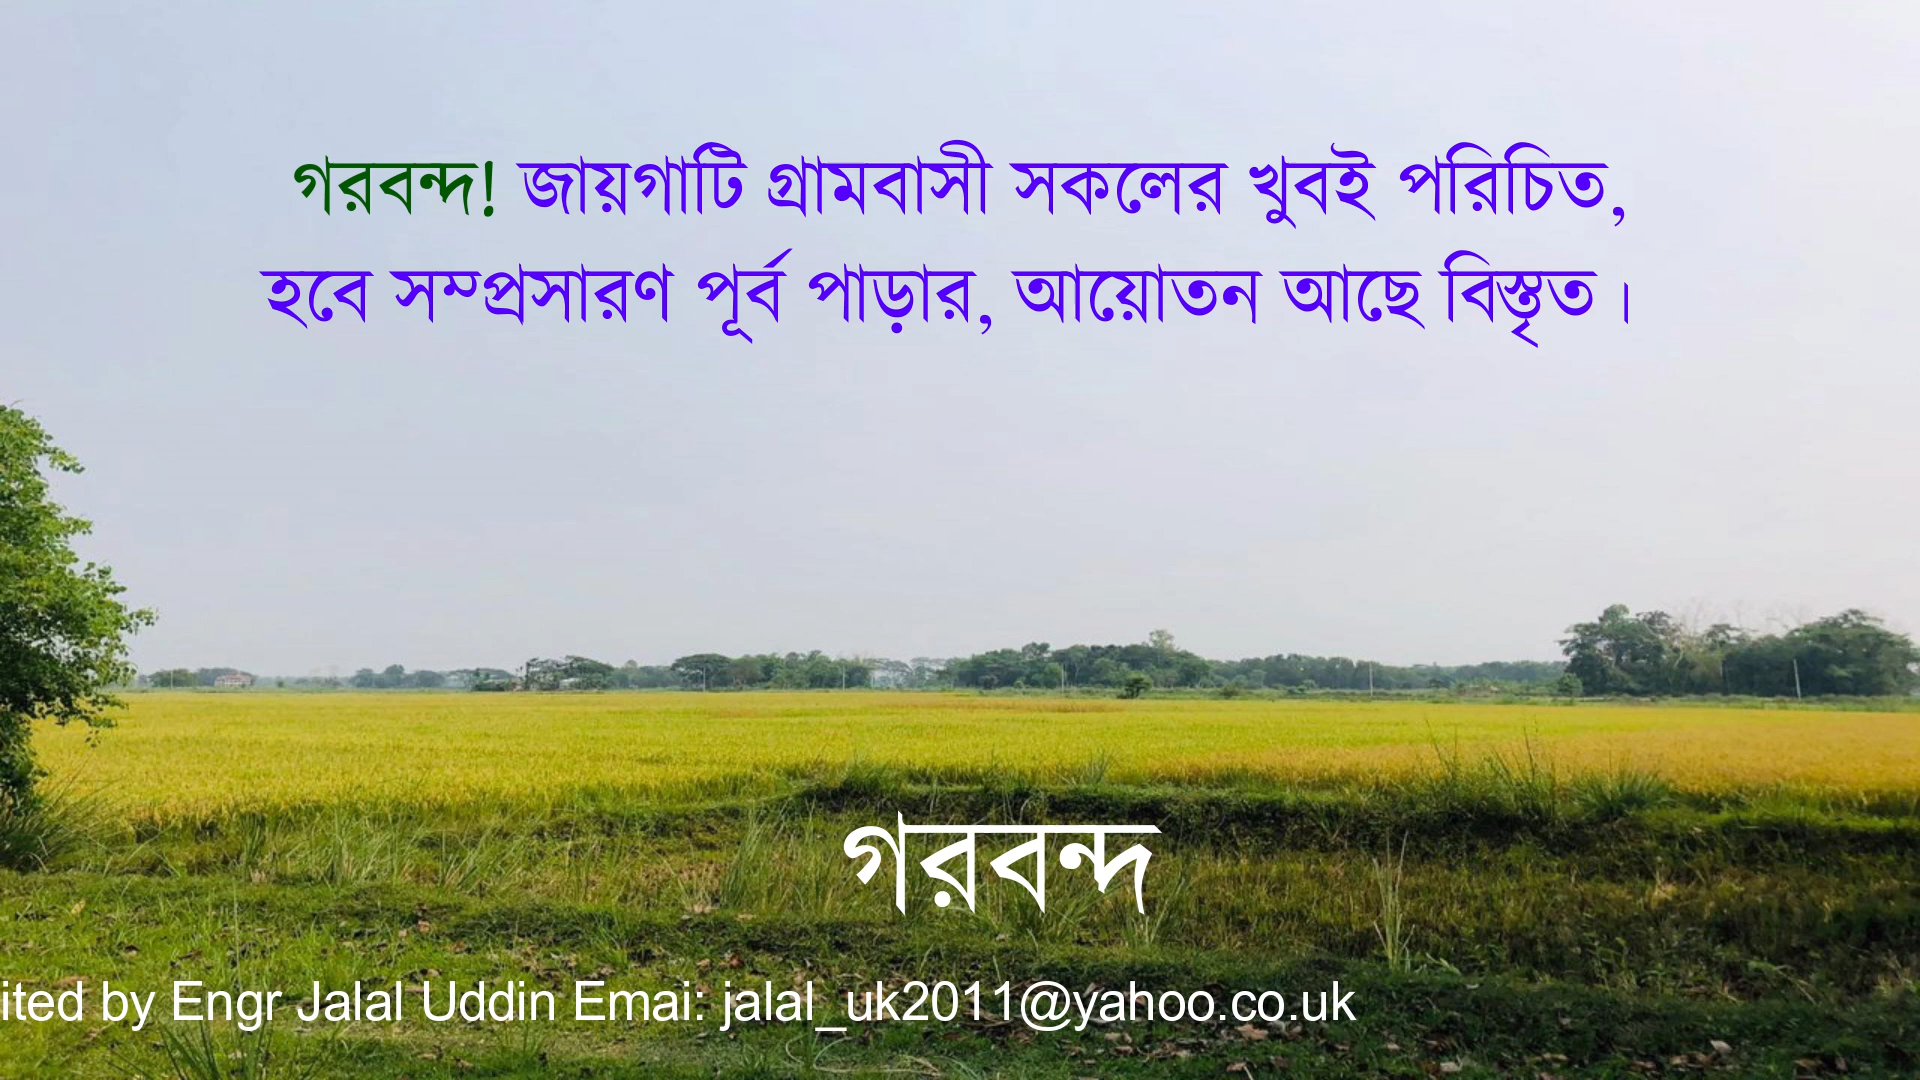 গরবন্দ! জায়গাটি গ্রামবাসী সকলের খুবই পরিচিত,
হবে সম্প্রসারণ পূর্ব পাড়ার, আয়োতন আছে বিস্তৃত।
গরবন্দ
ited by Engr Jalal Uddin Emai: jalal_uk2011@yahoo.co.uk